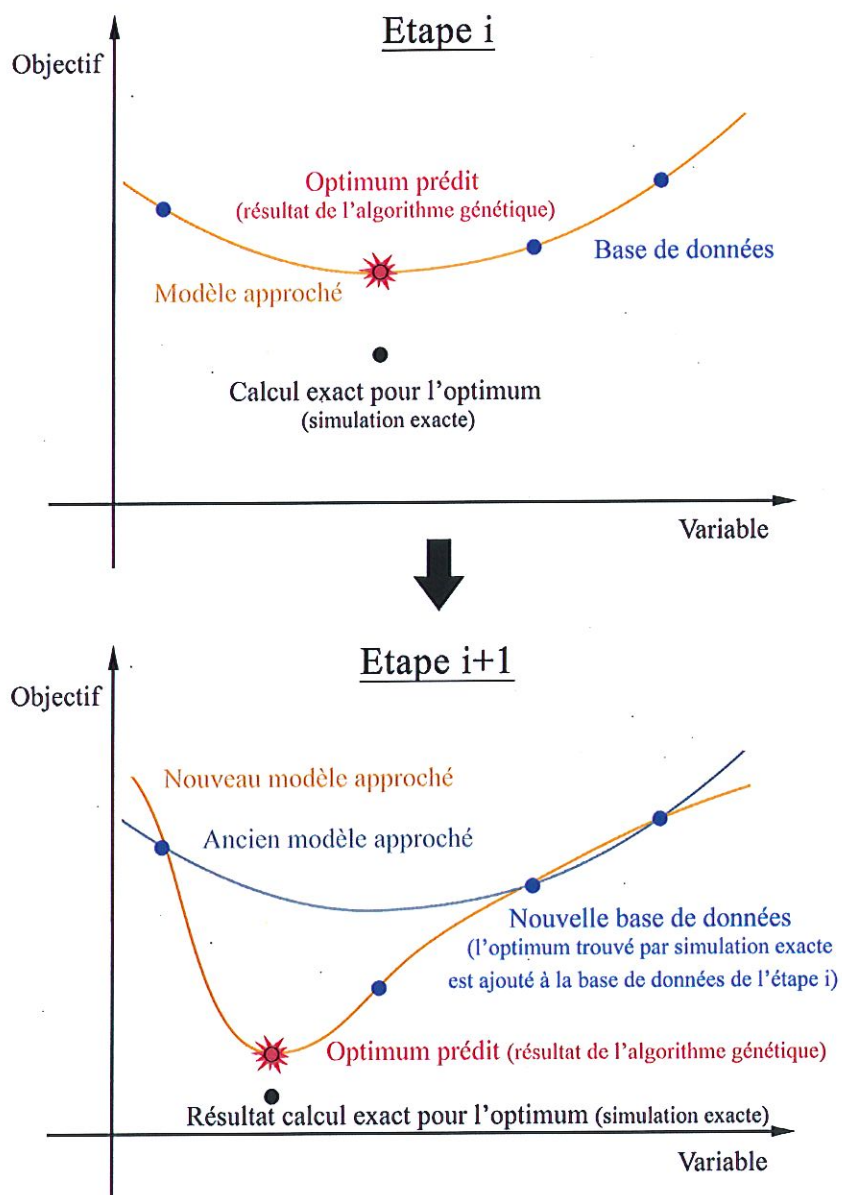 Etape i
Objectif
Optimum prédit
(résultat de l'algorithme génétique)
Base de données
Modèle approché
Calcul exact pour l'optimum
(simulation exacte)
Variable
Etape i+1
Objectif
Nouveau modèle approché
Ancien modèle approché
Nouvelle base de données
(l'optimum trouvé par simulation exacte
est ajouté à la base de données de l'étape i)
Optimum prédit (résultat de l'algorithme génétique)
Résultat calcul exact pour l'optimum (simulation exacte)
Variable